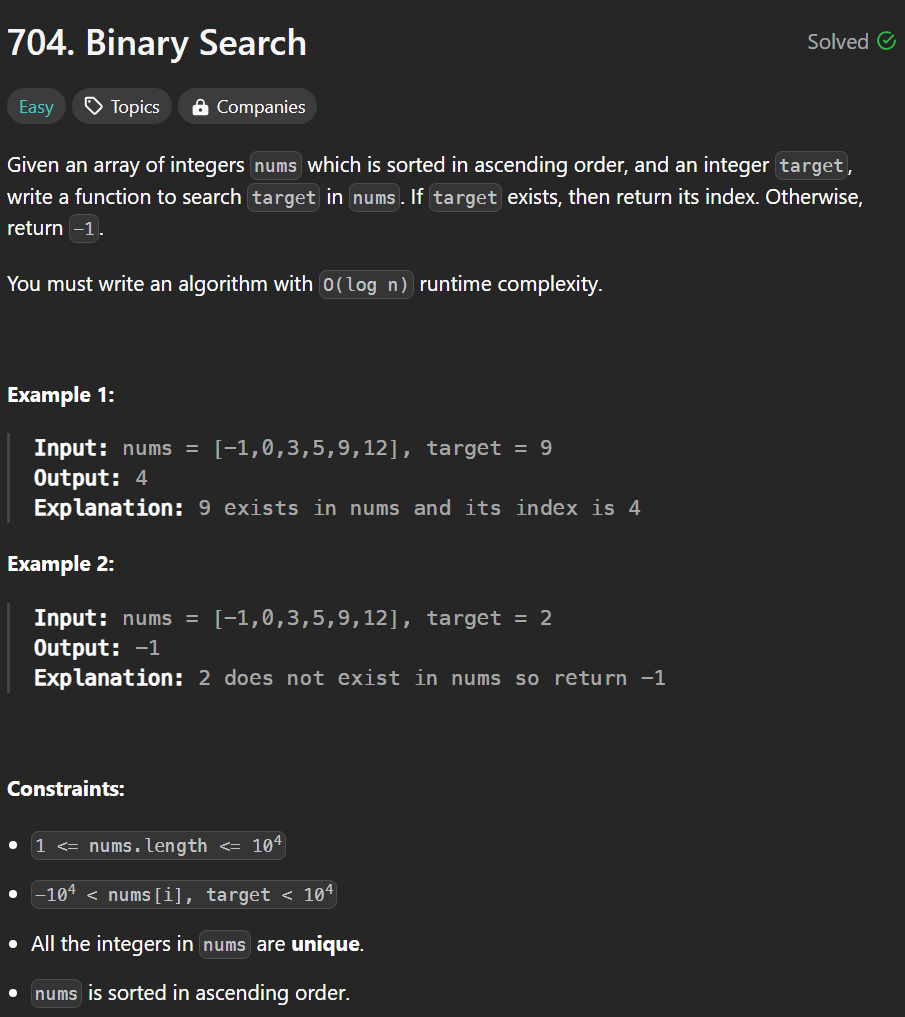 704. Binary Search
Solved
Easy Topics Companies
Given an array of integers nums which is sorted in ascending order, and an integer target,
write a function to search target in nums. If target exists, then return its index. Otherwise,
return -1.
You must write an algorithm with O(log n) runtime complexity.
Example 1:
Input: nums = [-1,0,3,5,9,12], target = 9
Output: 4
Explanation: 9 exists in nums and its index is 4
Example 2:
Input: nums = [-1,0,3,5,9,12], target = 2
Output: -1
Explanation: 2 does not exist in nums so return -1
Constraints:
• 1 <= nums.length <= 10⁴
• -10⁴ < nums[i], target < 10⁴
• All the integers in nums are unique.
• nums is sorted in ascending order.